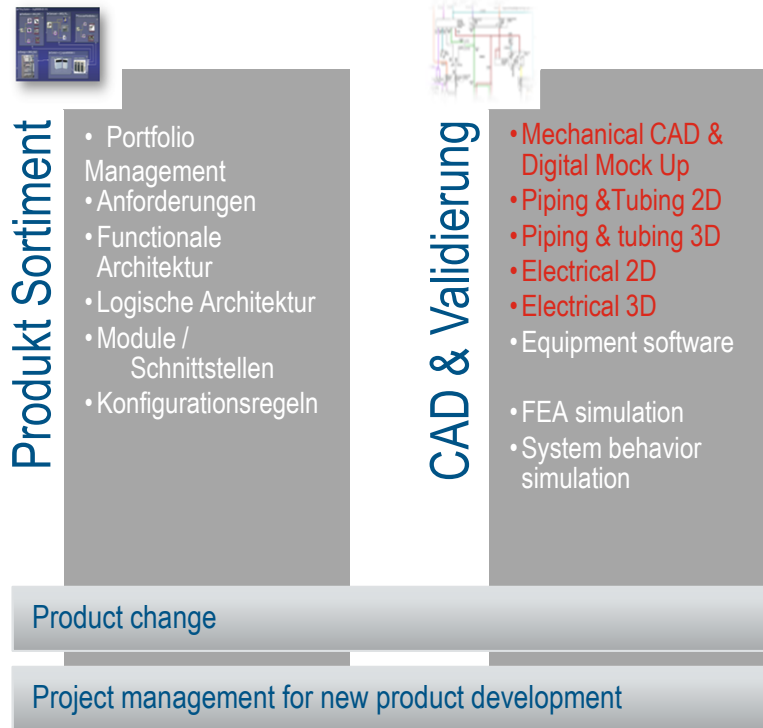 Produkt Sortiment
• Portfolio
Management
• Anforderungen
• Functionale
Architektur
• Logische Architektur
• Module /
Schnittstellen
• Konfigurationsregeln
CAD & Validierung
• Mechanical CAD &
Digital Mock Up
• Piping &Tubing 2D
• Piping & tubing 3D
• Electrical 2D
• Electrical 3D
• Equipment software
• FEA simulation
• System behavior
simulation
Product change
Project management for new product development